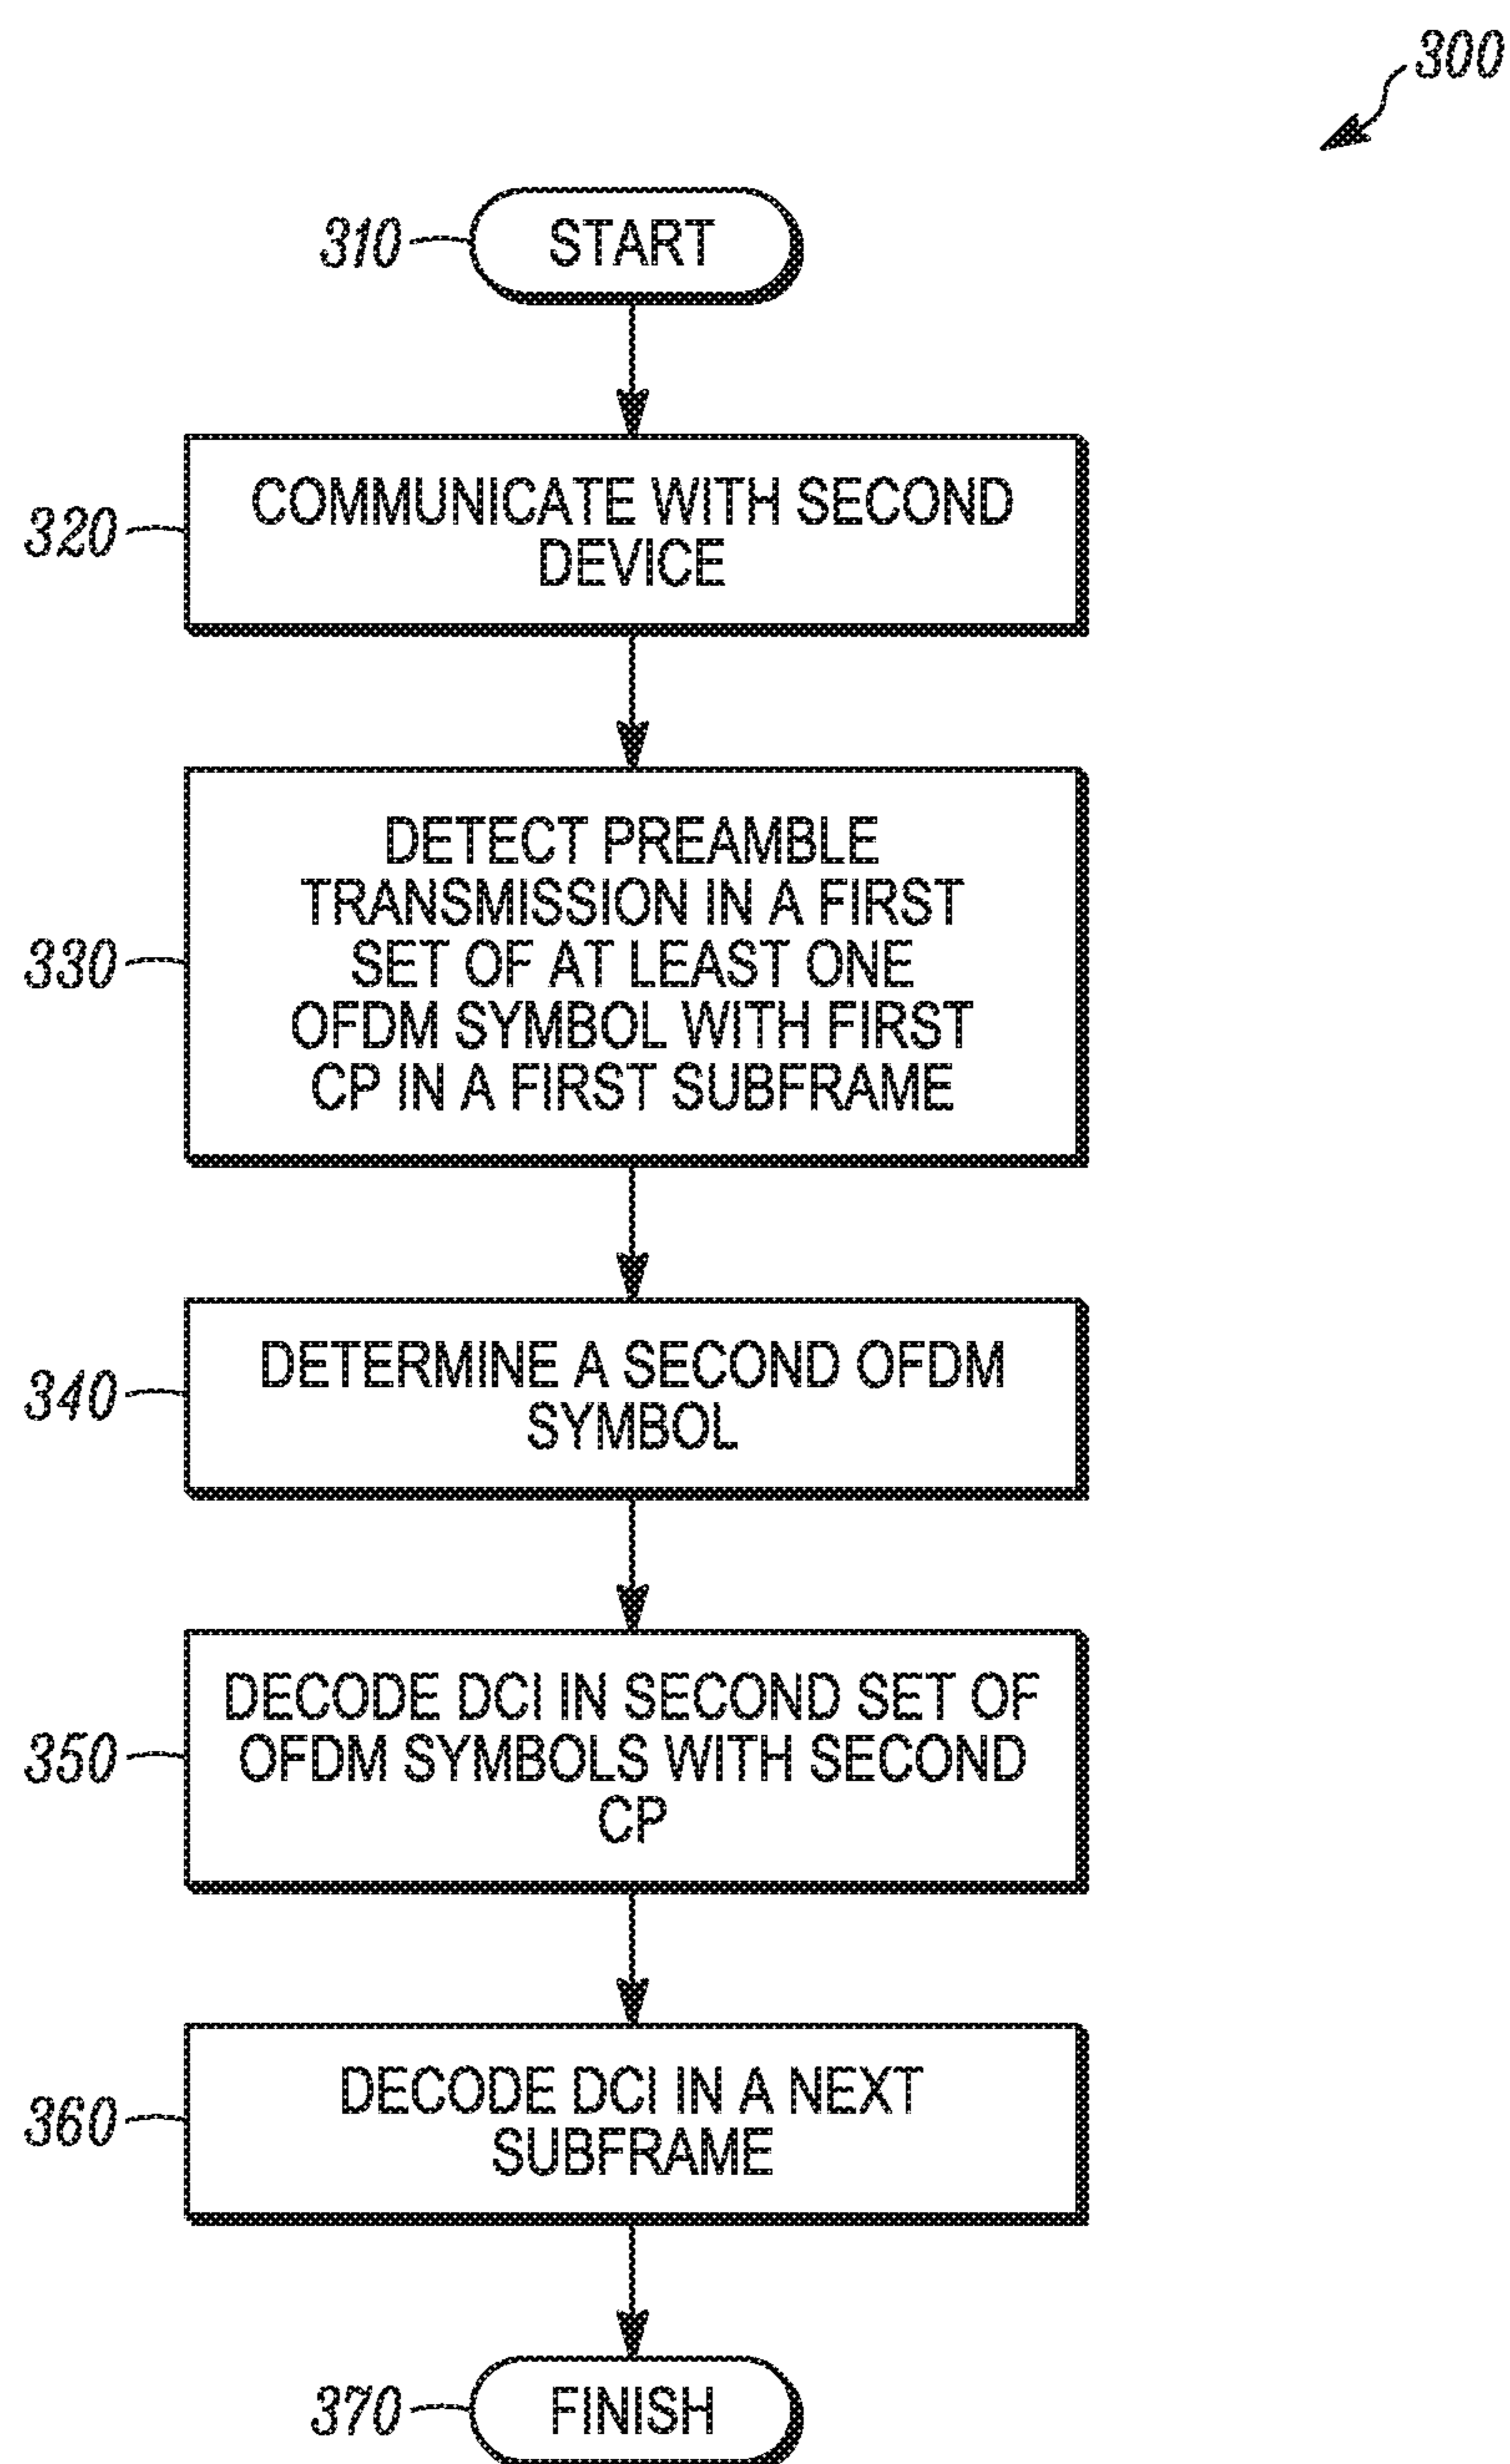 300
310
START
320
COMMUNICATE WITH SECOND
DEVICE
330
DETECT PREAMBLE
TRANSMISSION IN A FIRST
SET OF AT LEAST ONE
OFDM SYMBOL WITH FIRST
CP IN A FIRST SUBFRAME
340
DETERMINE A SECOND OFDM
SYMBOL
350
DECODE DCI IN SECOND SET OF
OFDM SYMBOLS WITH SECOND
CP
360
DECODE DCI IN A NEXT
SUBFRAME
370
FINISH